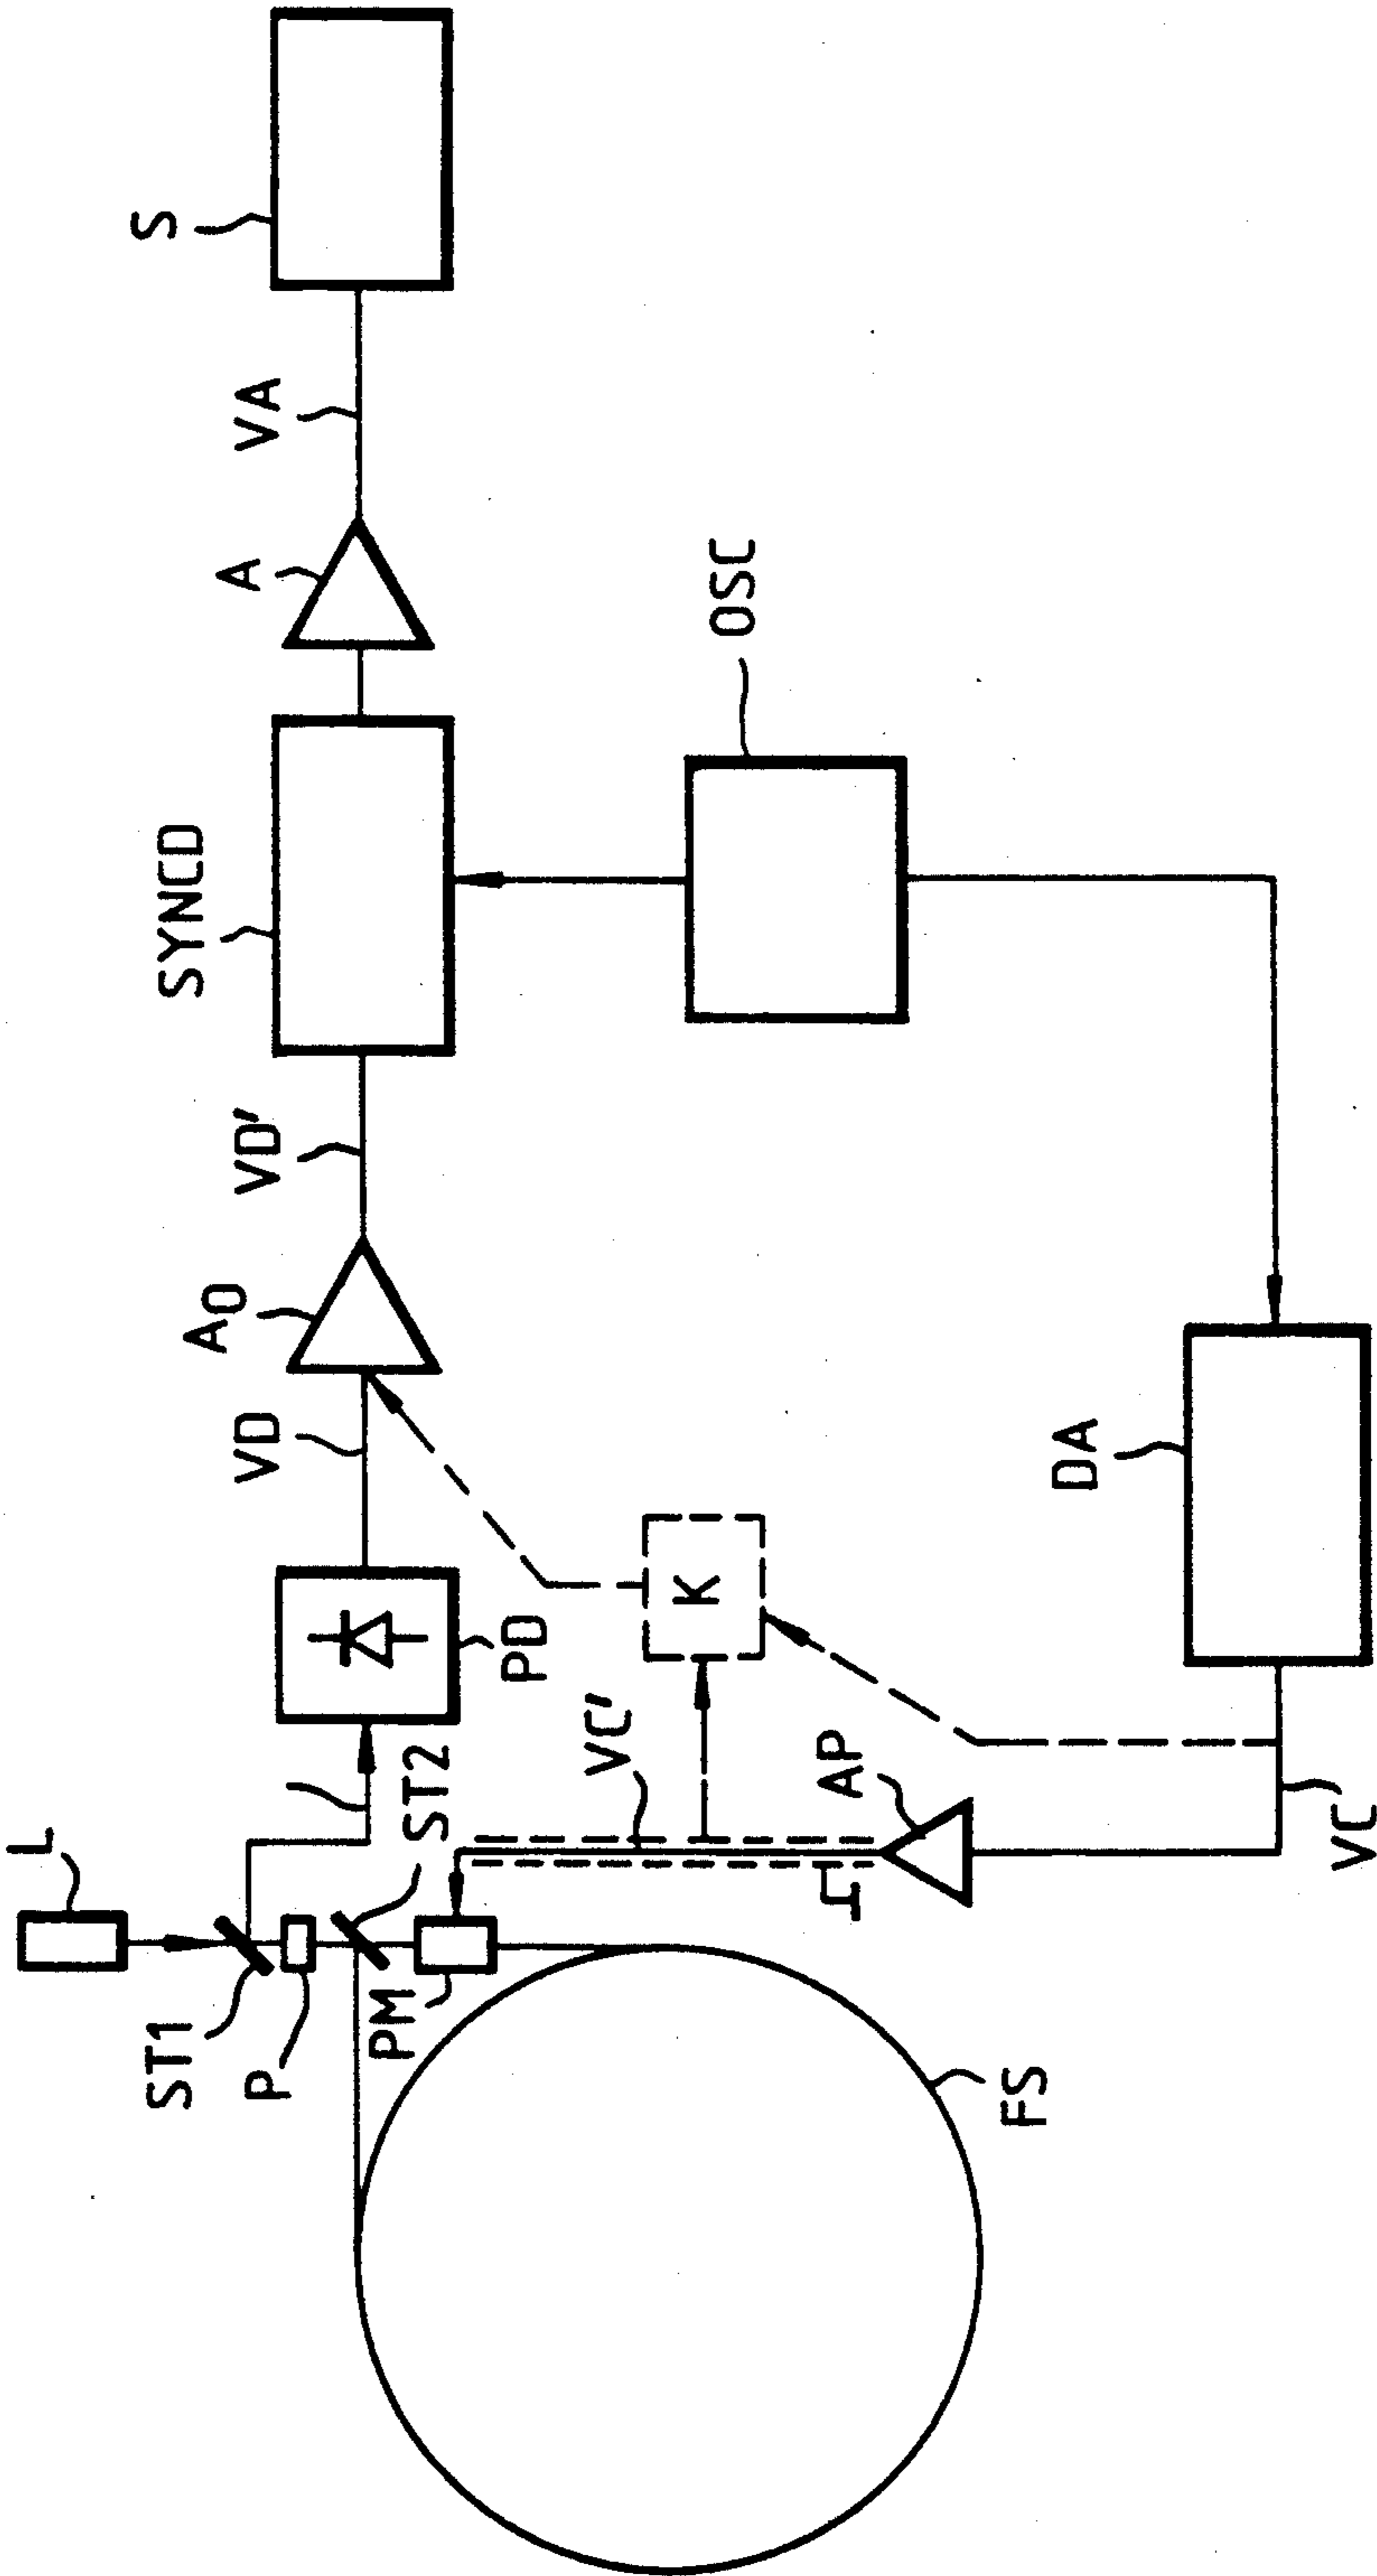 L
ST1
SYNCD
S
P
VD
A0
VD'
A
VA
PM
ST2
PD
VC'
K
OSC
AP
FS
DA
VC